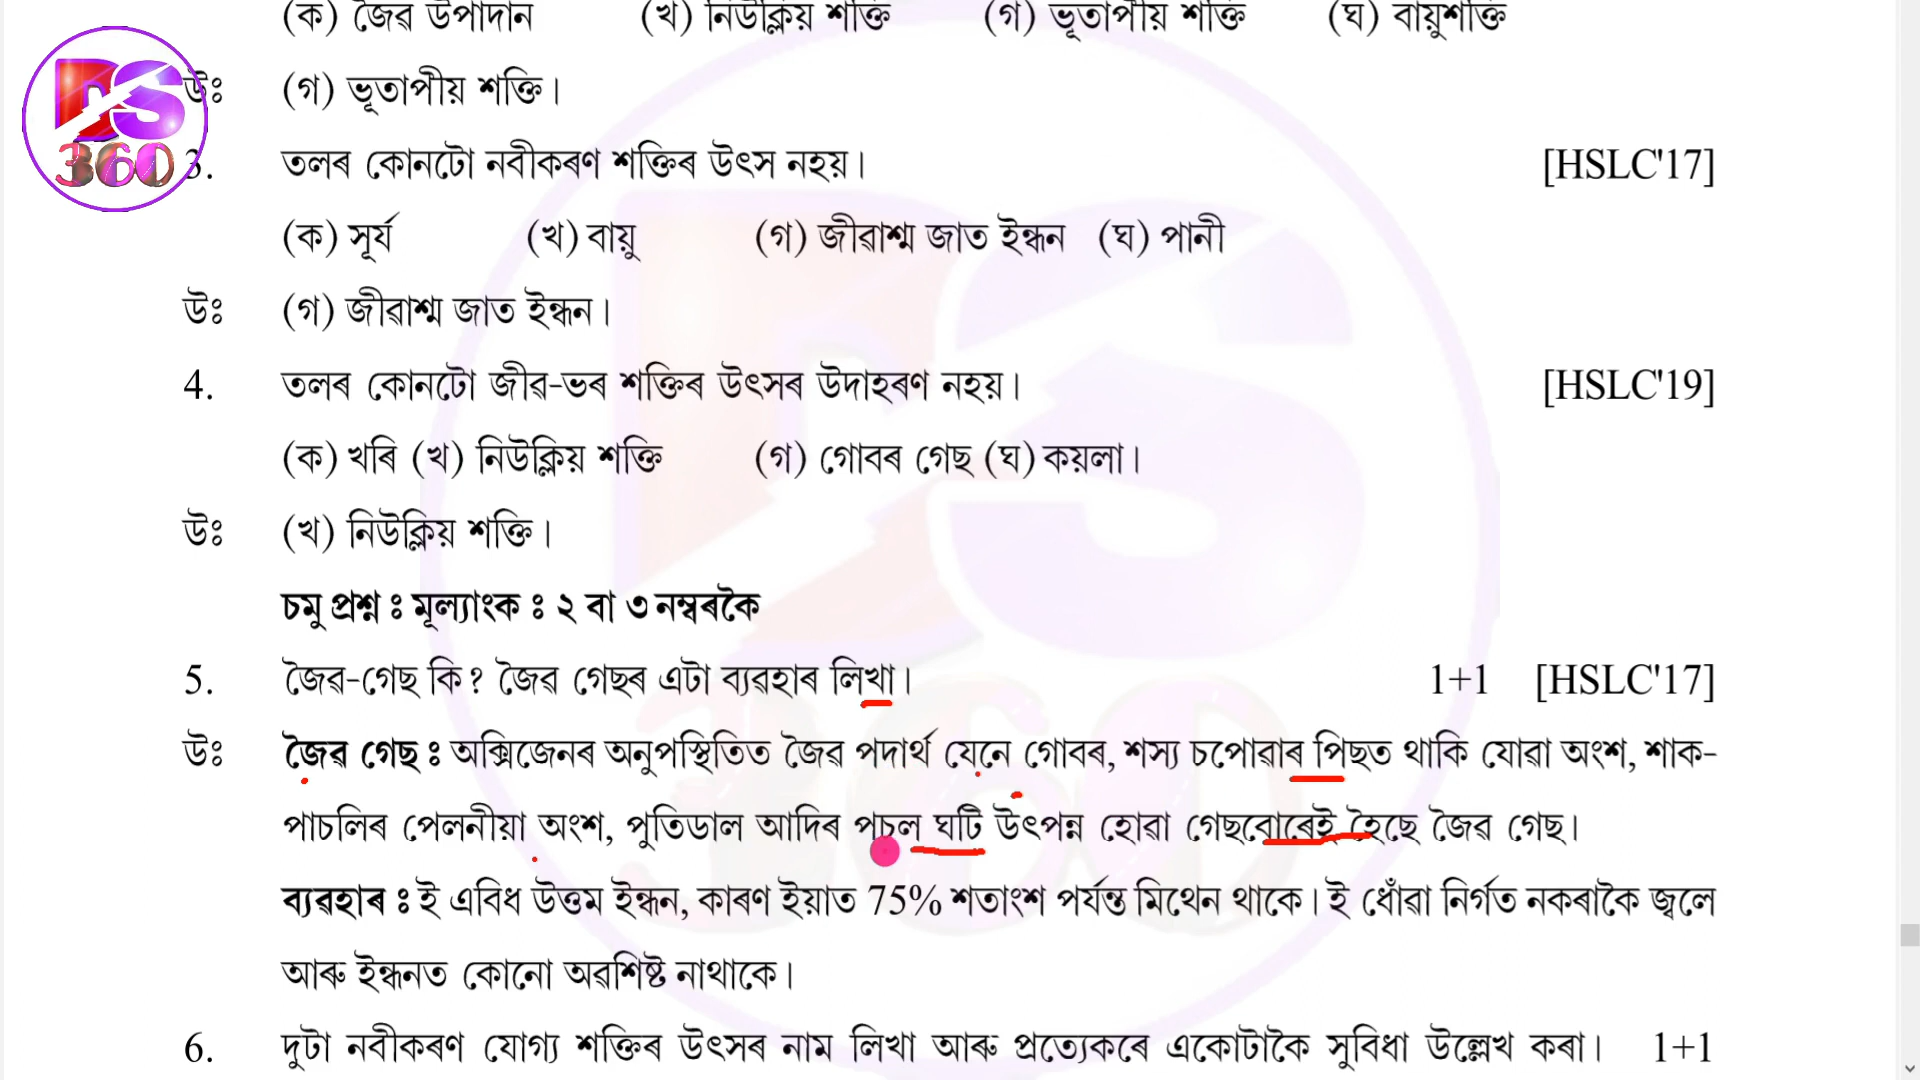 (ক) জৈৱ উপাদান (খ) নিউক্লিয় শক্তি (গ) ভূতাপীয় শক্তি (ঘ) বায়ুশক্তি
DS
360
উঃ (গ) ভূতাপীয় শক্তি।
3. তলৰ কোনটো নবীকৰণ শক্তিৰ উৎস নহয়। [HSLC'17]
(ক) সূৰ্য (খ) বায়ু (গ) জীৱাশ্ম জাত ইন্ধন (ঘ) পানী
উঃ (গ) জীৱাশ্ম জাত ইন্ধন।
4. তলৰ কোনটো জীৱ-ভৰ শক্তিৰ উৎসৰ উদাহৰণ নহয়। [HSLC'19]
(ক) খৰি (খ) নিউক্লিয় শক্তি (গ) গোবৰ গেছ (ঘ) কয়লা।
উঃ (খ) নিউক্লিয় শক্তি।
চমু প্ৰশ্ন ঃ মূল্যাংক ঃ ২ বা ৩ নম্বৰকৈ
5. জৈৱ-গেছ কি? জৈৱ গেছৰ এটা ব্যৱহাৰ লিখা। 1+1 [HSLC'17]
উঃ জৈৱ গেছ ঃ অক্সিজেনৰ অনুপস্থিতিত জৈৱ পদাৰ্থ যেনে গোবৰ, শস্য চপোৱাৰ পিছত থাকি যোৱা অংশ, শাক-
পাচলিৰ পেলনীয়া অংশ, পুতিডাল আদিৰ পচল ঘটি উৎপন্ন হোৱা গেছবোৰেই হৈছে জৈৱ গেছ।
ব্যৱহাৰ ঃ ই এবিধ উত্তম ইন্ধন, কাৰণ ইয়াত 75% শতাংশ পৰ্যন্ত মিথেন থাকে। ই ধোঁৱা নিৰ্গত নকৰাকৈ জ্বলে
আৰু ইন্ধনত কোনো অৱশিষ্ট নাথাকে।
6. দুটা নবীকৰণ যোগ্য শক্তিৰ উৎসৰ নাম লিখা আৰু প্ৰত্যেকৰে একোটাকৈ সুবিধা উল্লেখ কৰা। 1+1